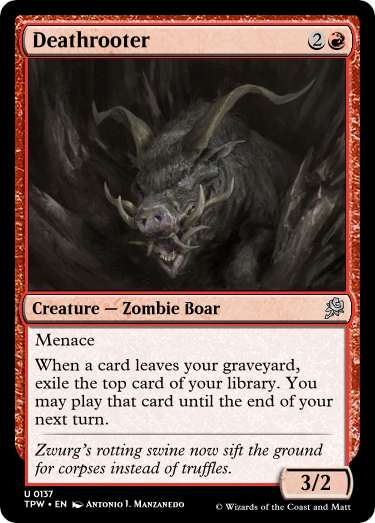 Deathrooter 2
Creature — Zombie Boar
Menace
When a card leaves your graveyard,
exile the top card of your library. You
may play that card until the end of your
next turn.
Zwurg's rotting swine now sift the ground
for corpses instead of truffles.
3/2
U 0137
TPW • EN Antonio J. Manzanedo
© Wizards of the Coast and Matt